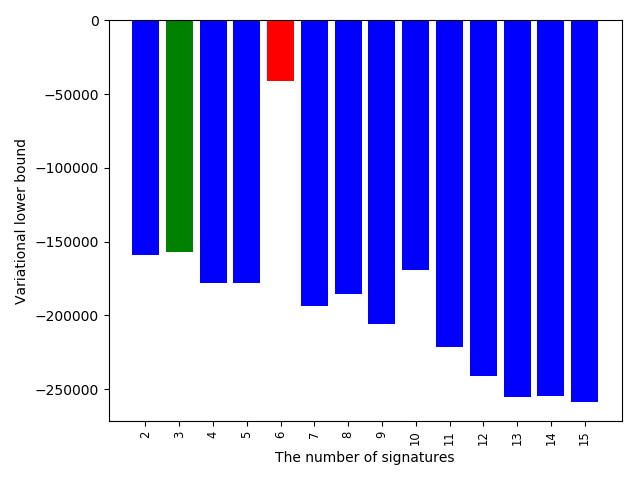 0
−50000
−100000
−150000
−200000
−250000
Variational lower bound
2 3 4 5 6 7 8 9 10 11 12 13 14 15
The number of signatures